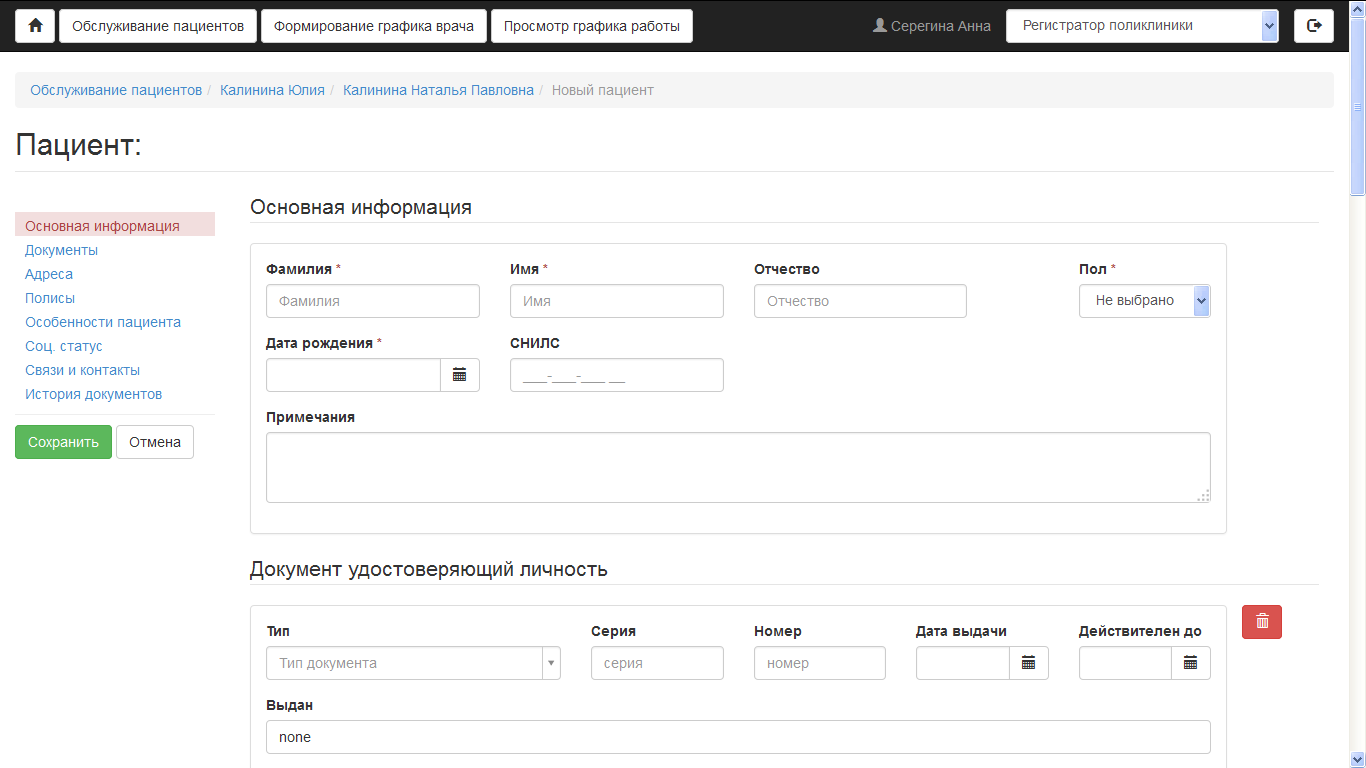 Обслуживание пациентов Формирование графика врача Просмотр графика работы Серегина Анна Регистратор поликлиники
Обслуживание пациентов / Калинина Юлия / Калинина Наталья Павловна / Новый пациент
Пациент:
Основная информация
Документы
Адреса
Полисы
Особенности пациента
Соц. статус
Связи и контакты
История документов
Сохранить Отмена
Основная информация
Фамилия * Имя * Отчество Пол *
Фамилия Имя Отчество Не выбрано
Дата рождения * СНИЛС
___-___-___ __
Примечания
Документ удостоверяющий личность
Тип Серия Номер Дата выдачи Действителен до
Тип документа серия номер
Выдан
none